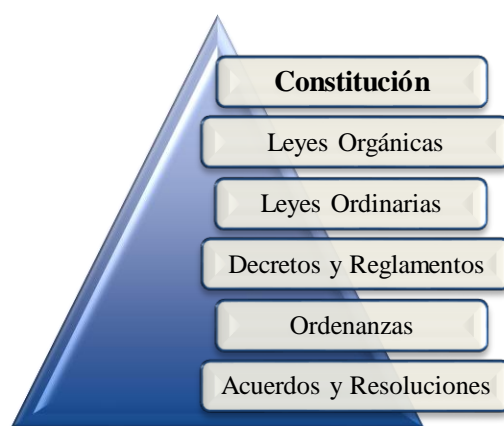 Constitución
Leyes Orgánicas
Leyes Ordinarias
Decretos y Reglamentos
Ordenanzas
Acuerdos y Resoluciones